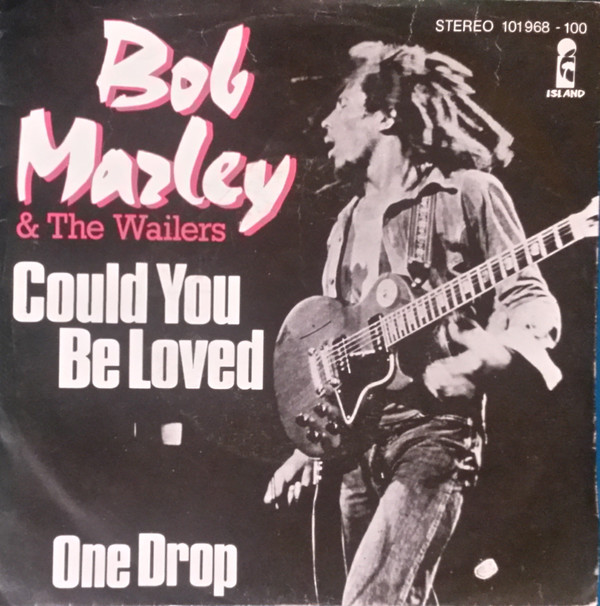 STEREO 101968 - 100
ISLAND
Bob
Marley
& The Wailers
Could You
Be Loved
One Drop